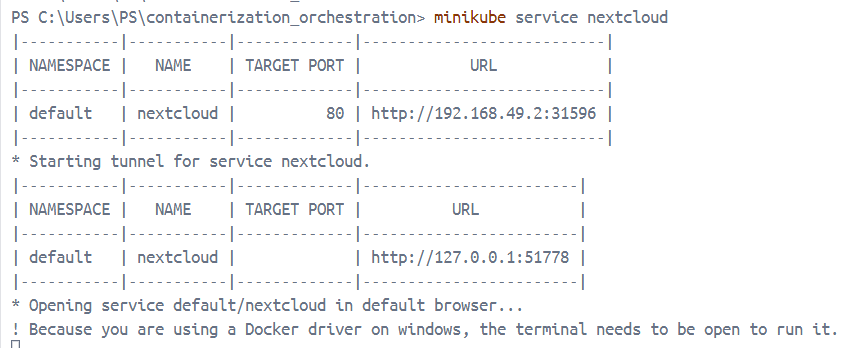 PS C:\Users\PS\containerization_orchestration> minikube service nextcloud
|-----------|-----------|-------------|---------------------------|
| NAMESPACE |   NAME    | TARGET PORT |            URL            |
|-----------|-----------|-------------|---------------------------|
| default   | nextcloud |          80 | http://192.168.49.2:31596 |
|-----------|-----------|-------------|---------------------------|
* Starting tunnel for service nextcloud.
|-----------|-----------|-------------|------------------------|
| NAMESPACE |   NAME    | TARGET PORT |          URL           |
|-----------|-----------|-------------|------------------------|
| default   | nextcloud |             | http://127.0.0.1:51778 |
|-----------|-----------|-------------|------------------------|
* Opening service default/nextcloud in default browser...
! Because you are using a Docker driver on windows, the terminal needs to be open to run it.